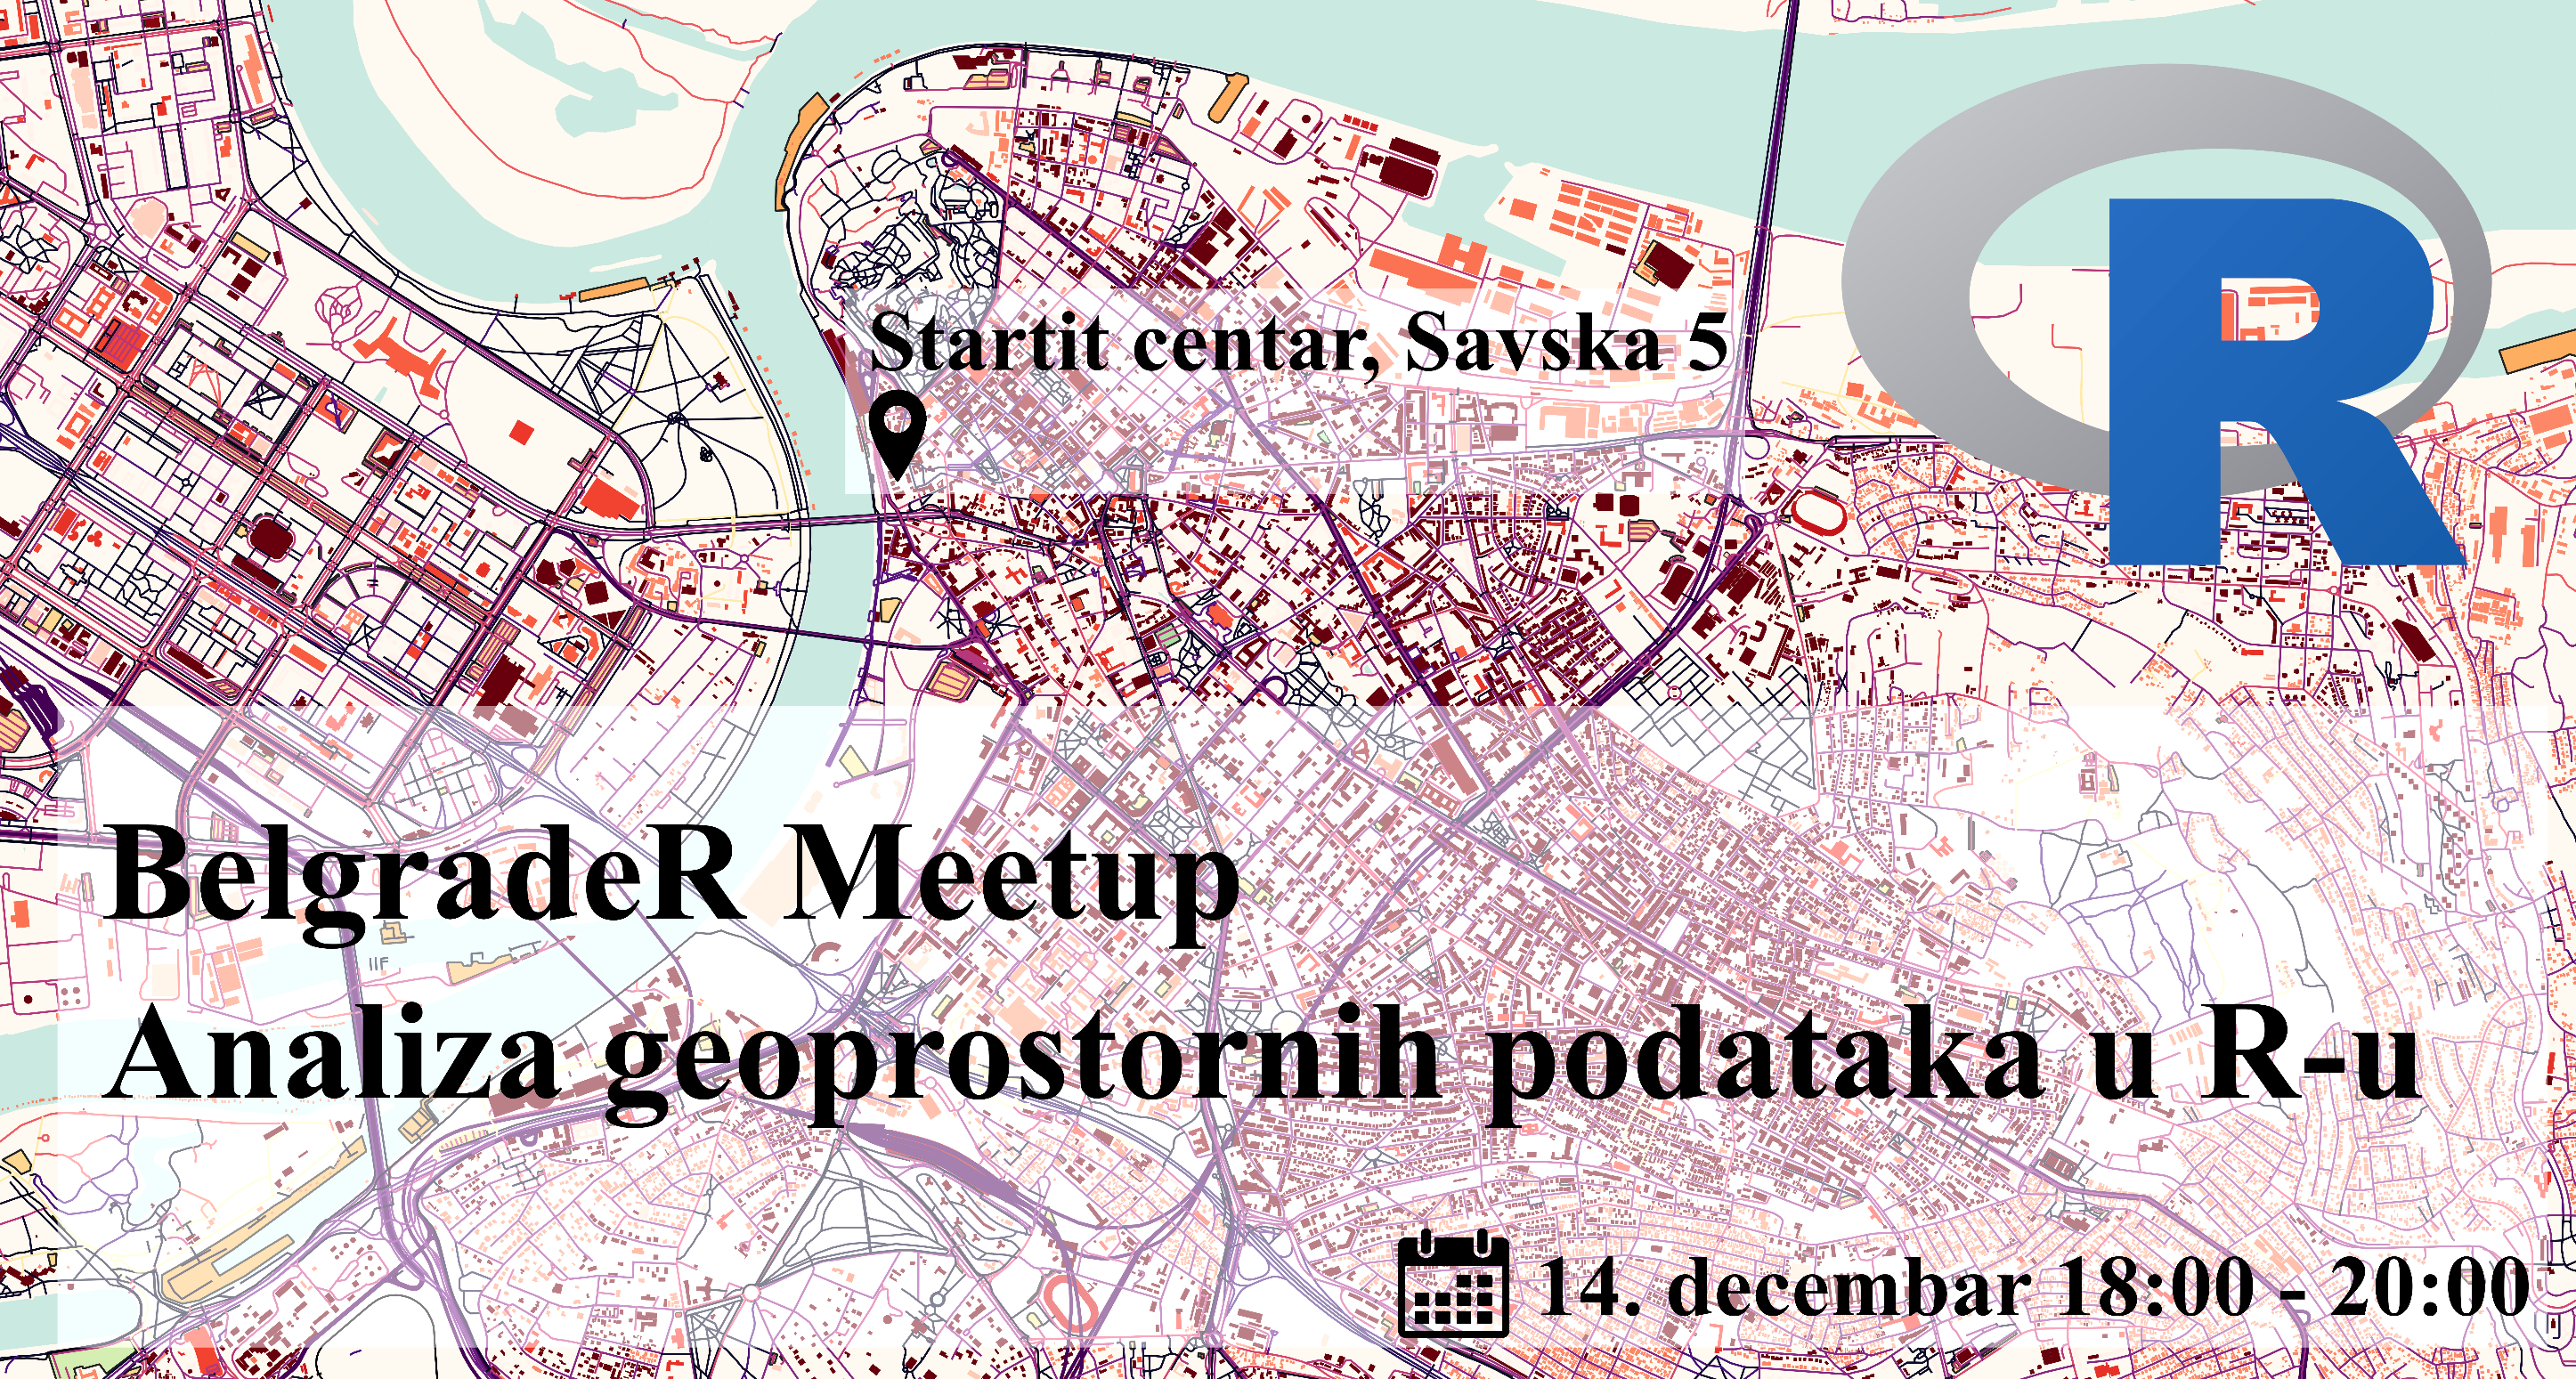 R
Startit centar, Savska 5
BelgradeR Meetup
Analiza geoprostornih podataka u R-u
14. decembar 18:00 - 20:00